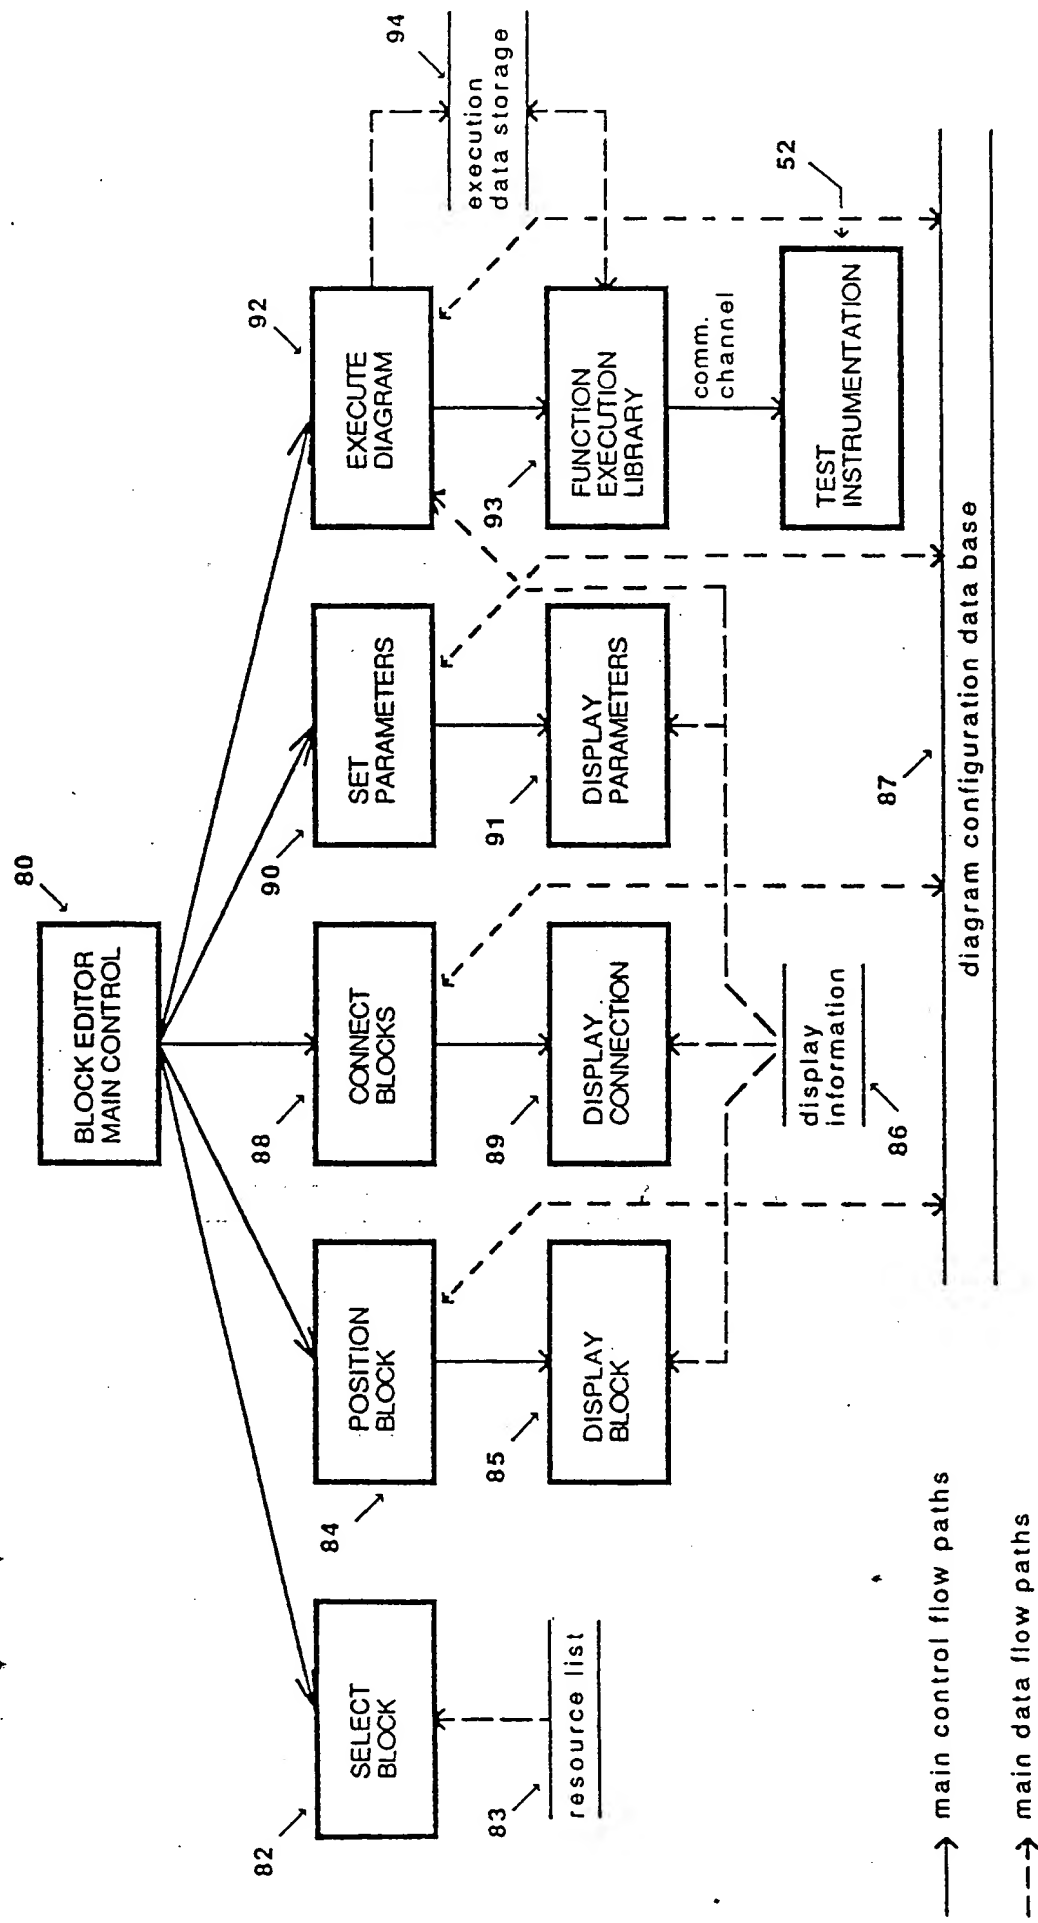 80
BLOCK EDITOR
MAIN CONTROL
82
SELECT
BLOCK
84
POSITION
BLOCK
88
CONNECT
BLOCKS
90
SET
PARAMETERS
92
EXECUTE
DIAGRAM
94
execution
data storage
83
resource list
85
DISPLAY
BLOCK
89
DISPLAY
CONNECTION
91
DISPLAY
PARAMETERS
93
FUNCTION
EXECUTION
LIBRARY
comm.
channel
52
TEST
INSTRUMENTATION
display
information
86
87
diagram configuration data base
main control flow paths
main data flow paths